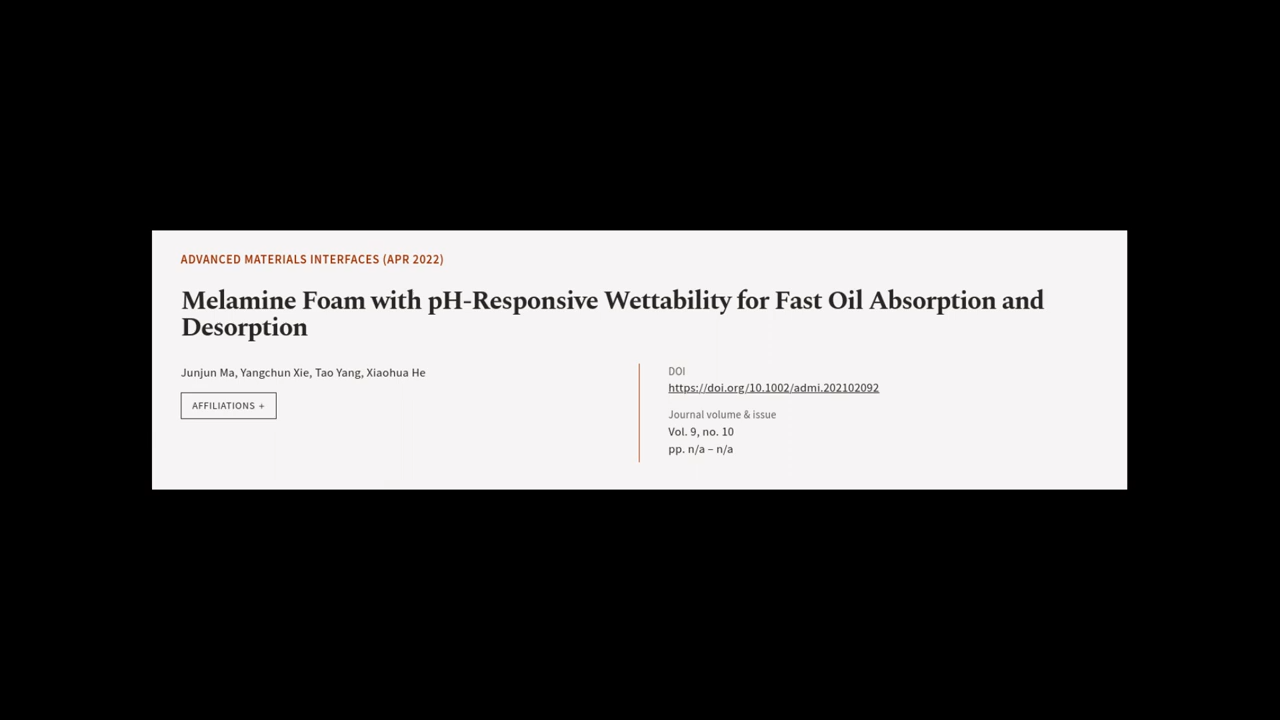 ADVANCED MATERIALS INTERFACES (APR 2022)
Melamine Foam with pH-Responsive Wettability for Fast Oil Absorption and
Desorption
Junjun Ma, Yangchun Xie, Tao Yang, Xiaohua He
AFFILIATIONS +
DOI
https://doi.org/10.1002/admi.202102092
Journal volume & issue
Vol. 9, no. 10
pp. n/a – n/a